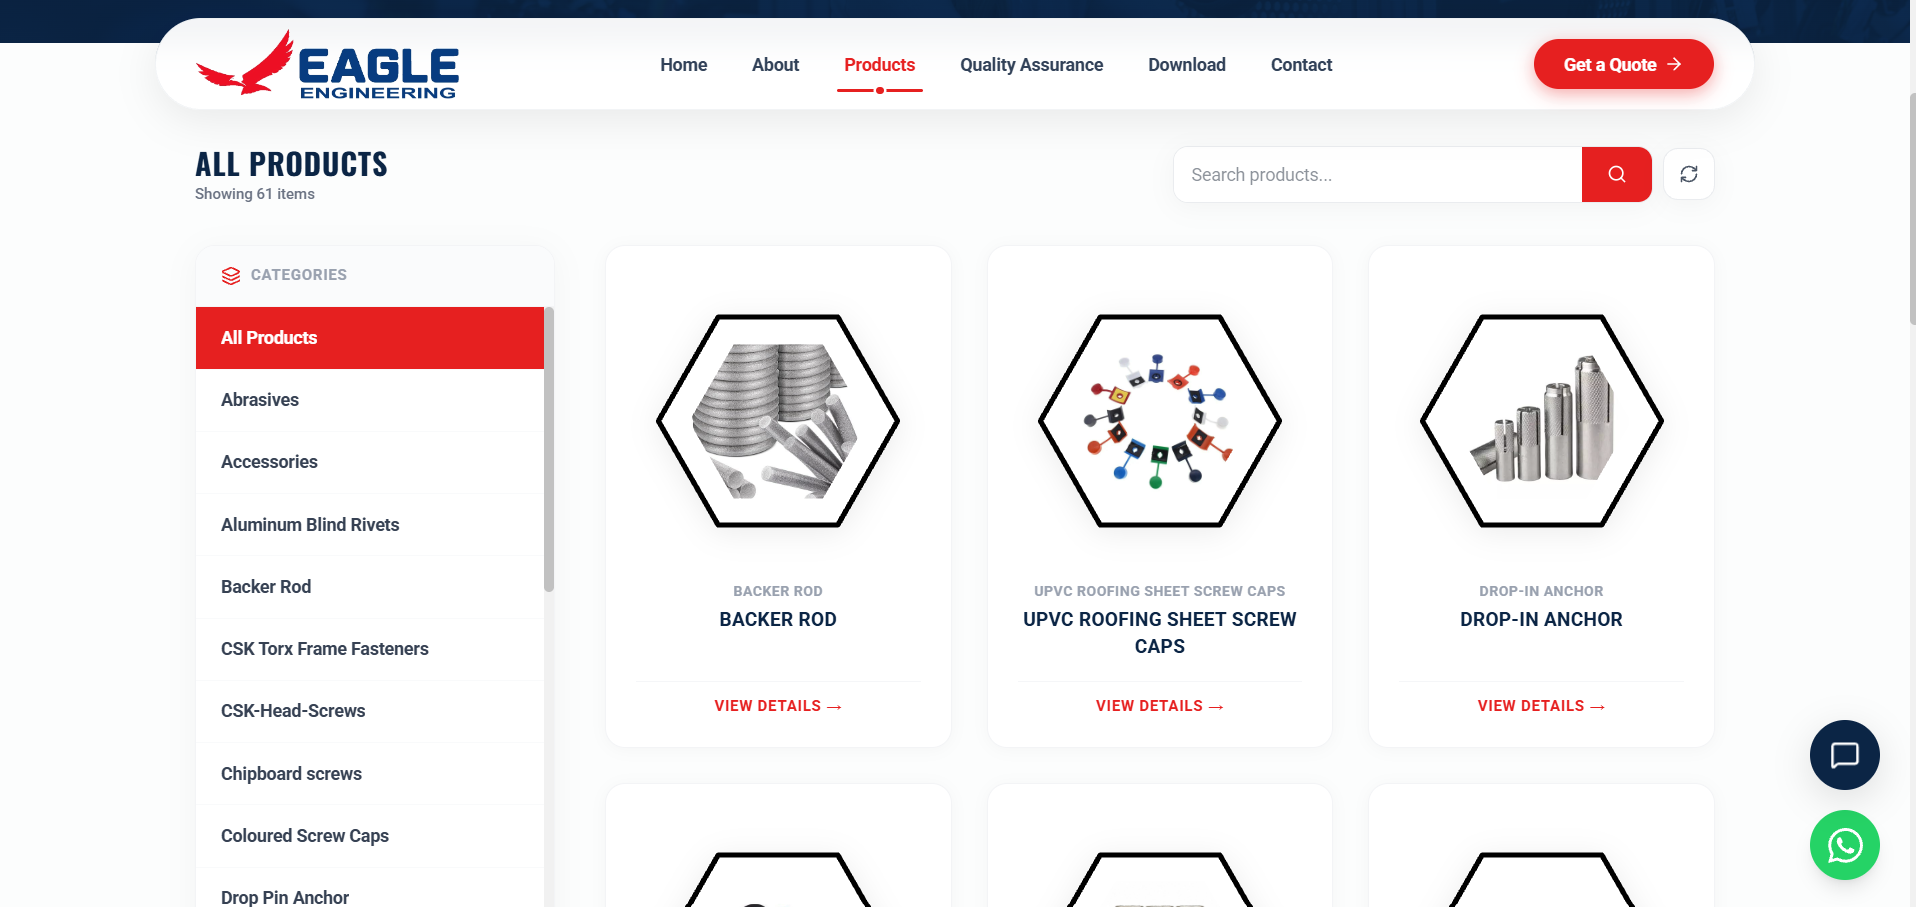 EAGLE
ENGINEERING
Home
About
Products
Quality Assurance
Download
Contact
Get a Quote
ALL PRODUCTS
Showing 61 items
Search products...
CATEGORIES
All Products
Abrasives
Accessories
Aluminum Blind Rivets
Backer Rod
CSK Torx Frame Fasteners
CSK-Head-Screws
Chipboard screws
Coloured Screw Caps
Drop Pin Anchor
BACKER ROD
BACKER ROD
VIEW DETAILS →
UPVC ROOFING SHEET SCREW CAPS
UPVC ROOFING SHEET SCREW
CAPS
VIEW DETAILS →
DROP-IN ANCHOR
DROP-IN ANCHOR
VIEW DETAILS →